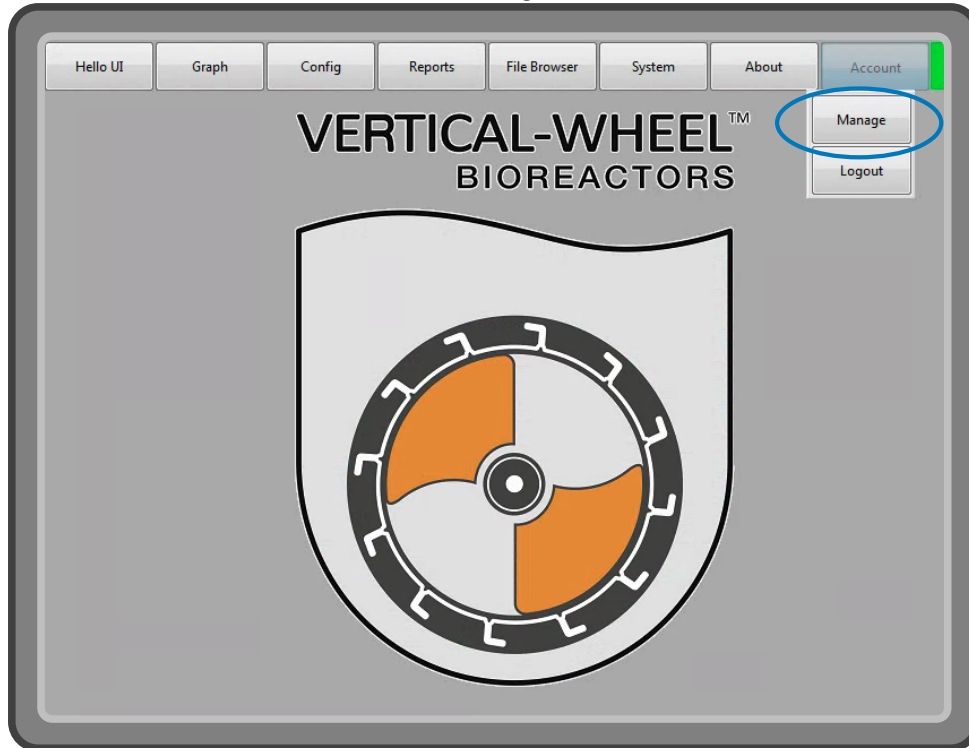 Hello UI Graph Config Reports File Browser System About Account
Manage
Logout
VERTICAL-WHEEL™
BIOREACTORS